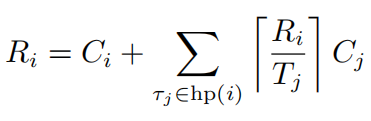 $R_i = C_i + \sum_{\tau_j \in \mathrm{hp}(i)} \left\lceil \frac{R_i}{T_j} \right\rceil C_j$